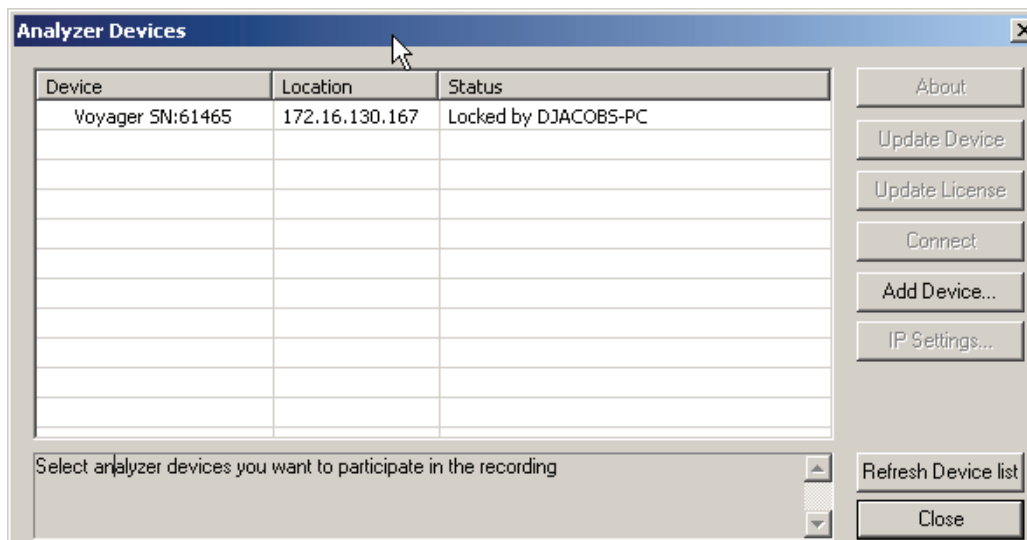 Analyzer Devices
Device Location Status
Voyager SN:61465 172.16.130.167 Locked by DJACOBS-PC
About
Update Device
Update License
Connect
Add Device...
IP Settings...
Select analyzer devices you want to participate in the recording
Refresh Device list
Close